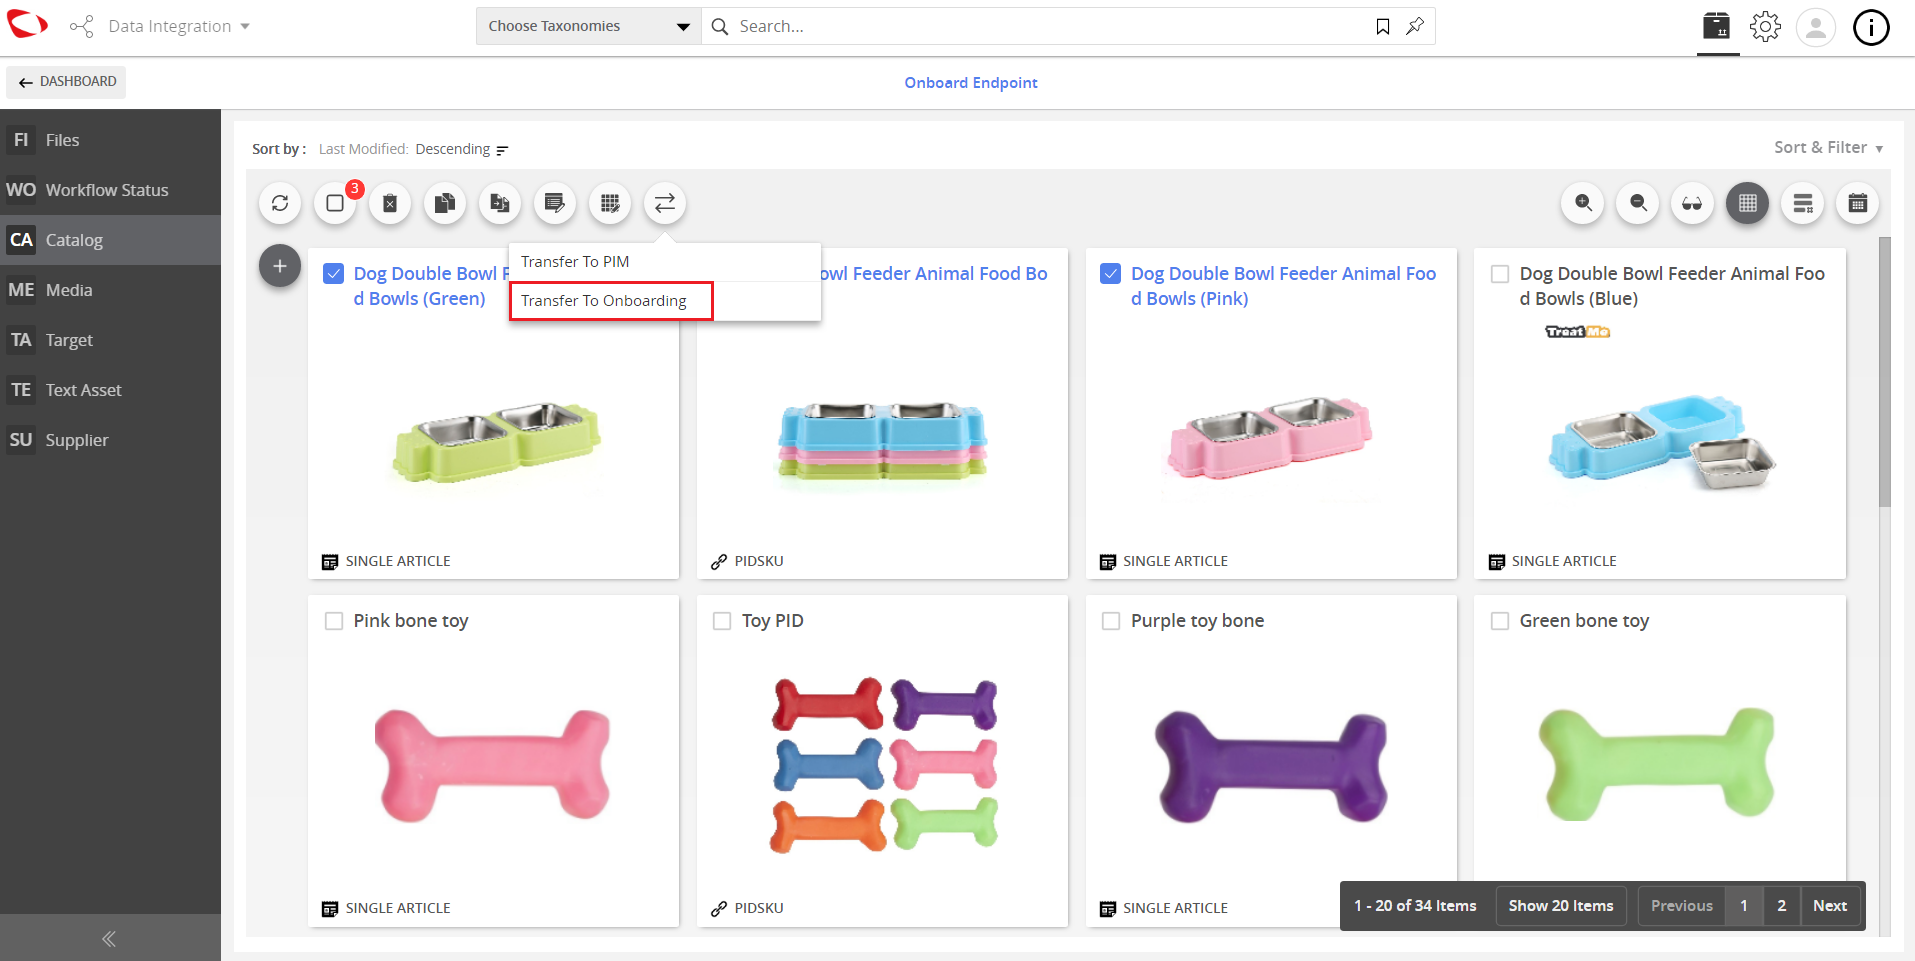 Data Integration
Choose Taxonomies
Search...
DASHBOARD
Onboard Endpoint
FI Files
WO Workflow Status
CA Catalog
ME Media
TA Target
TE Text Asset
SU Supplier
Sort by : Last Modified: Descending
Sort & Filter
3
Transfer To PIM
Transfer To Onboarding
Dog Double Bowl F
d Bowls (Green)
SINGLE ARTICLE
owl Feeder Animal Food Bo
PIDSKU
Dog Double Bowl Feeder Animal Foo
d Bowls (Pink)
SINGLE ARTICLE
Dog Double Bowl Feeder Animal Foo
d Bowls (Blue)
Treat Me
SINGLE ARTICLE
Pink bone toy
SINGLE ARTICLE
Toy PID
PIDSKU
Purple toy bone
SINGLE ARTICLE
Green bone toy
1 - 20 of 34 Items
Show 20 Items
Previous 1 2 Next